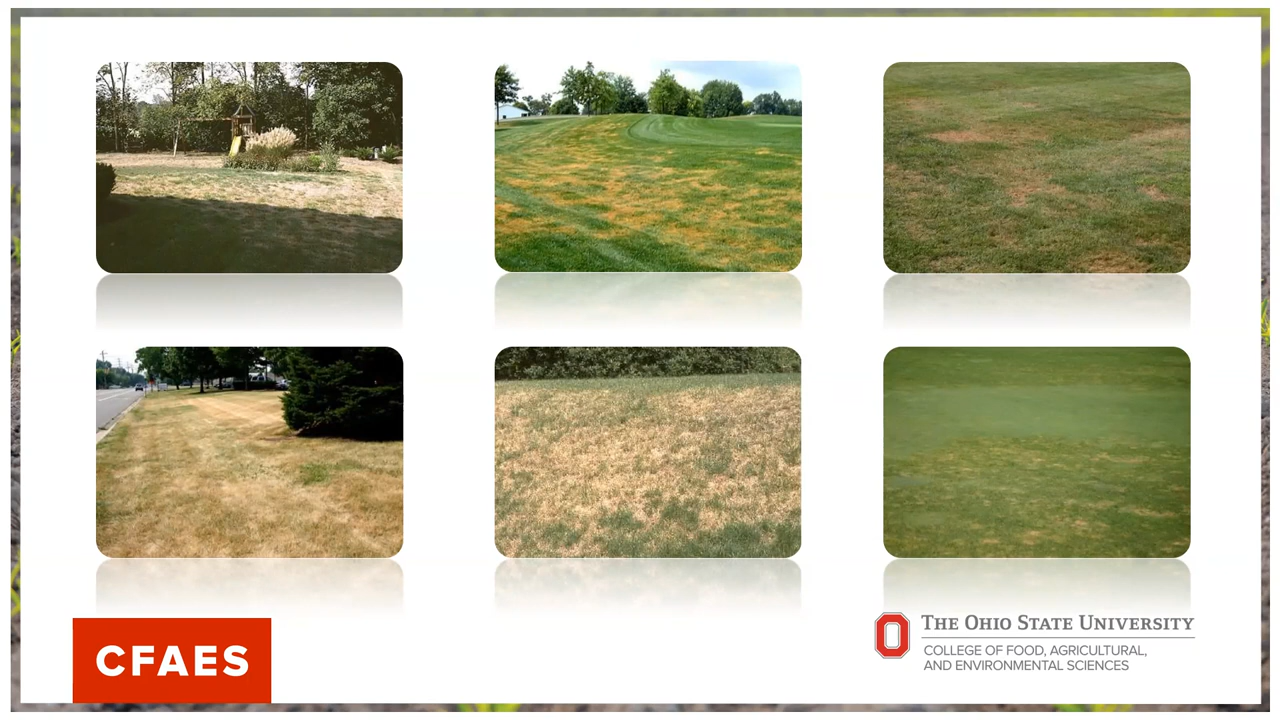 CFAES
THE OHIO STATE UNIVERSITY
COLLEGE OF FOOD, AGRICULTURAL,
AND ENVIRONMENTAL SCIENCES